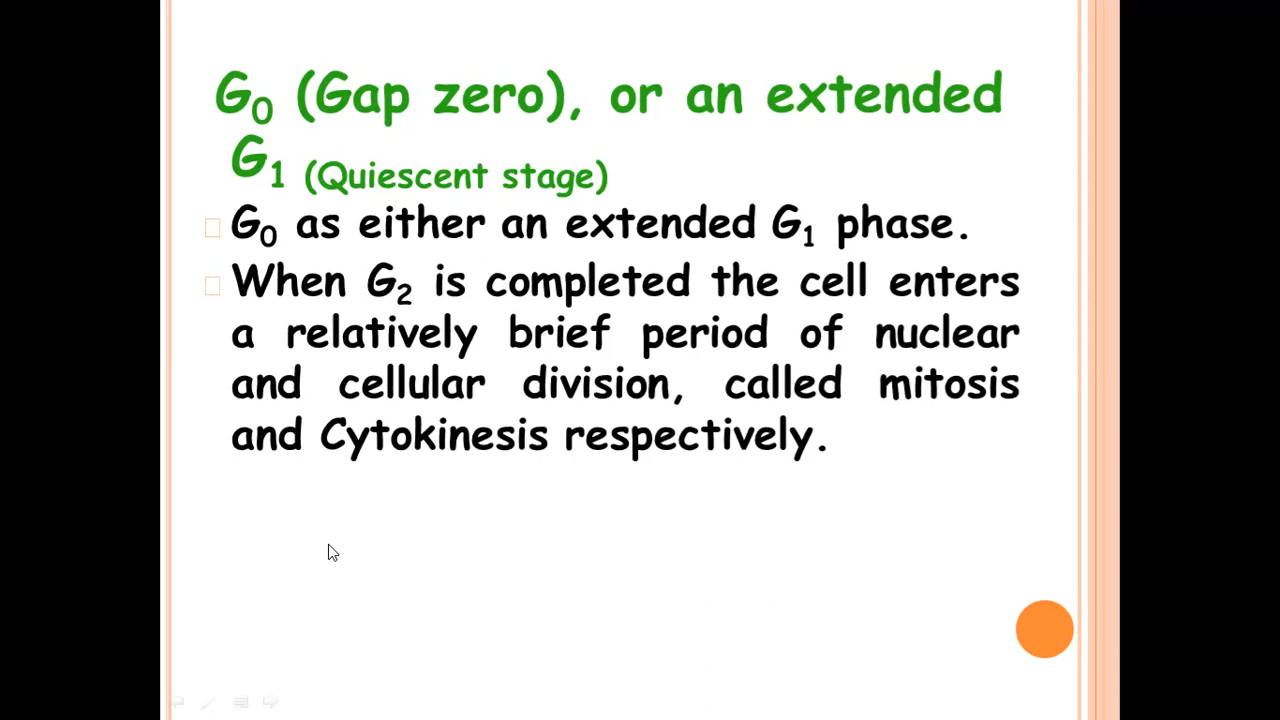 G₀ (Gap zero), or an extended
G₁ (Quiescent stage)
G₀ as either an extended G₁ phase.
When G₂ is completed the cell enters
a relatively brief period of nuclear
and cellular division, called mitosis
and Cytokinesis respectively.